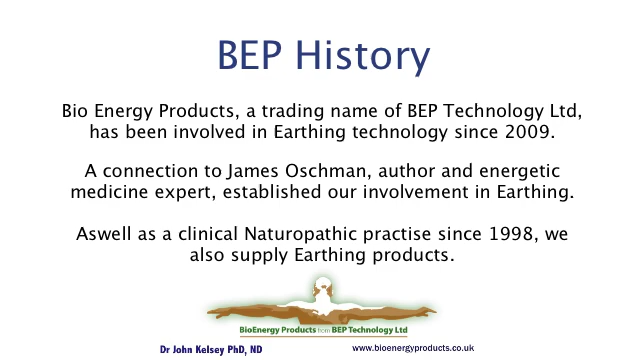 BEP History
Bio Energy Products, a trading name of BEP Technology Ltd,
has been involved in Earthing technology since 2009.
A connection to James Oschman, author and energetic
medicine expert, established our involvement in Earthing.
Aswell as a clinical Naturopathic practise since 1998, we
also supply Earthing products.
BioEnergy Products from BEP Technology Ltd
Dr John Kelsey PhD, ND
www.bioenergyproducts.co.uk